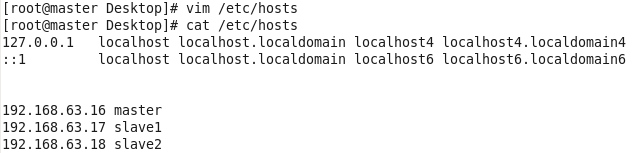 [root@master Desktop]# vim /etc/hosts
[root@master Desktop]# cat /etc/hosts
127.0.0.1   localhost localhost.localdomain localhost4 localhost4.localdomain4
::1         localhost localhost.localdomain localhost6 localhost6.localdomain6
192.168.63.16 master
192.168.63.17 slave1
192.168.63.18 slave2